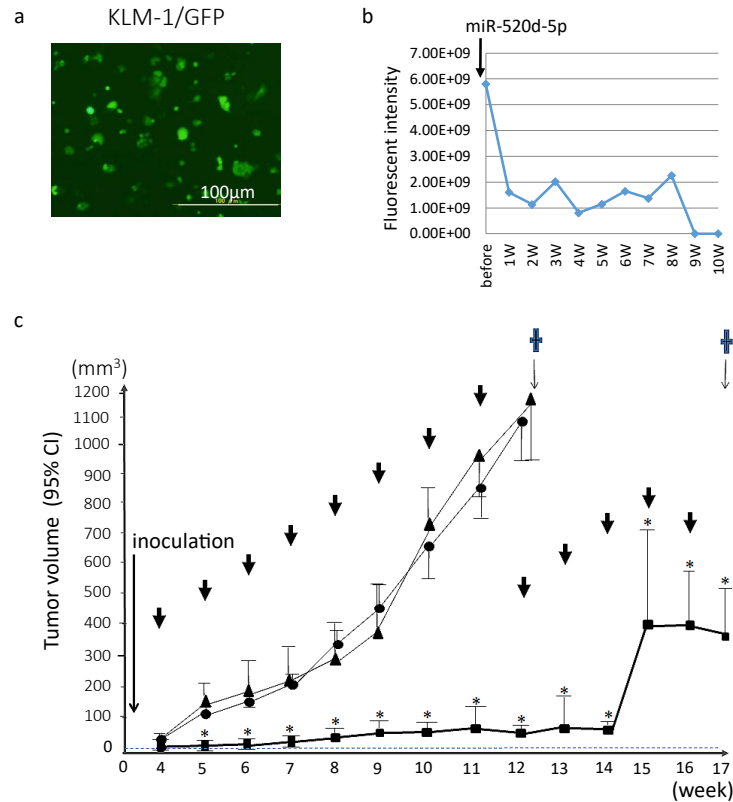 a
KLM-1/GFP
100μm
100 μm
b
miR-520d-5p
Fluorescent intensity
7.00E+09
6.00E+09
5.00E+09
4.00E+09
3.00E+09
2.00E+09
1.00E+09
0.00E+00
before
1W
2W
3W
4W
5W
6W
7W
8W
9W
10W
c
(mm³)
Tumor volume (95% CI)
1200
1100
1000
900
800
700
600
500
400
300
200
100
0
inoculation
* * * * * * * * * * * * *
0 4 5 6 7 8 9 10 11 12 13 14 15 16 17
(week)